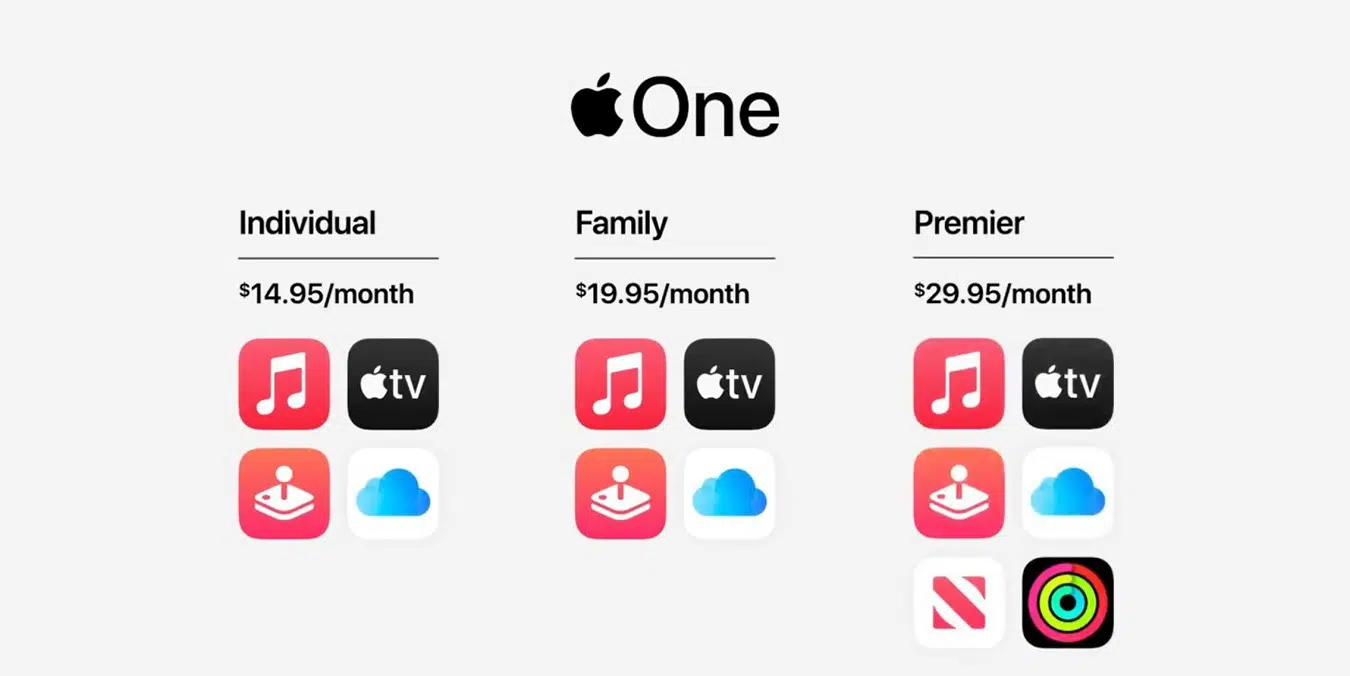 One
Individual
$14.95/month
tv
Family
$19.95/month
tv
Premier
$29.95/month
tv